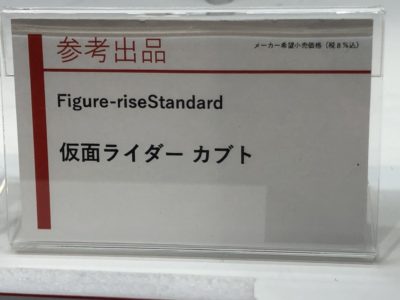 参考出品
メーカー希望小売価格（税8%込）
Figure-riseStandard
仮面ライダー カブト